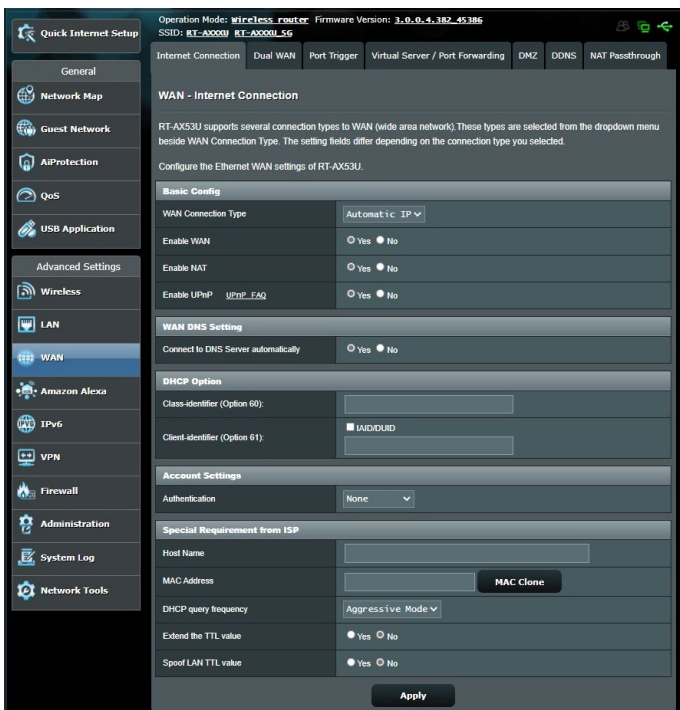 Quick Internet Setup
General
Network Map
Guest Network
AiProtection
QoS
USB Application
Advanced Settings
Wireless
LAN
WAN
Amazon Alexa
IPv6
VPN
Firewall
Administration
System Log
Network Tools
Operation Mode: Wireless router Firmware Version: 3.0.0.4.382_45386
SSID: RT-AXXXU RT-AXXXU_5G
Internet Connection Dual WAN Port Trigger Virtual Server / Port Forwarding DMZ DDNS NAT Passthrough
WAN - Internet Connection
RT-AX53U supports several connection types to WAN (wide area network).These types are selected from the dropdown menu
beside WAN Connection Type. The setting fields differ depending on the connection type you selected.
Configure the Ethernet WAN settings of RT-AX53U.
Basic Config
WAN Connection Type Automatic IP
Enable WAN Yes No
Enable NAT Yes No
Enable UPnP UPnP FAQ Yes No
WAN DNS Setting
Connect to DNS Server automatically Yes No
DHCP Option
Class-identifier (Option 60):
IAID/DUID
Client-identifier (Option 61):
Account Settings
Authentication None
Special Requirement from ISP
Host Name
MAC Address MAC Clone
DHCP query frequency Aggressive Mode
Extend the TTL value Yes No
Spoof LAN TTL value Yes No
Apply